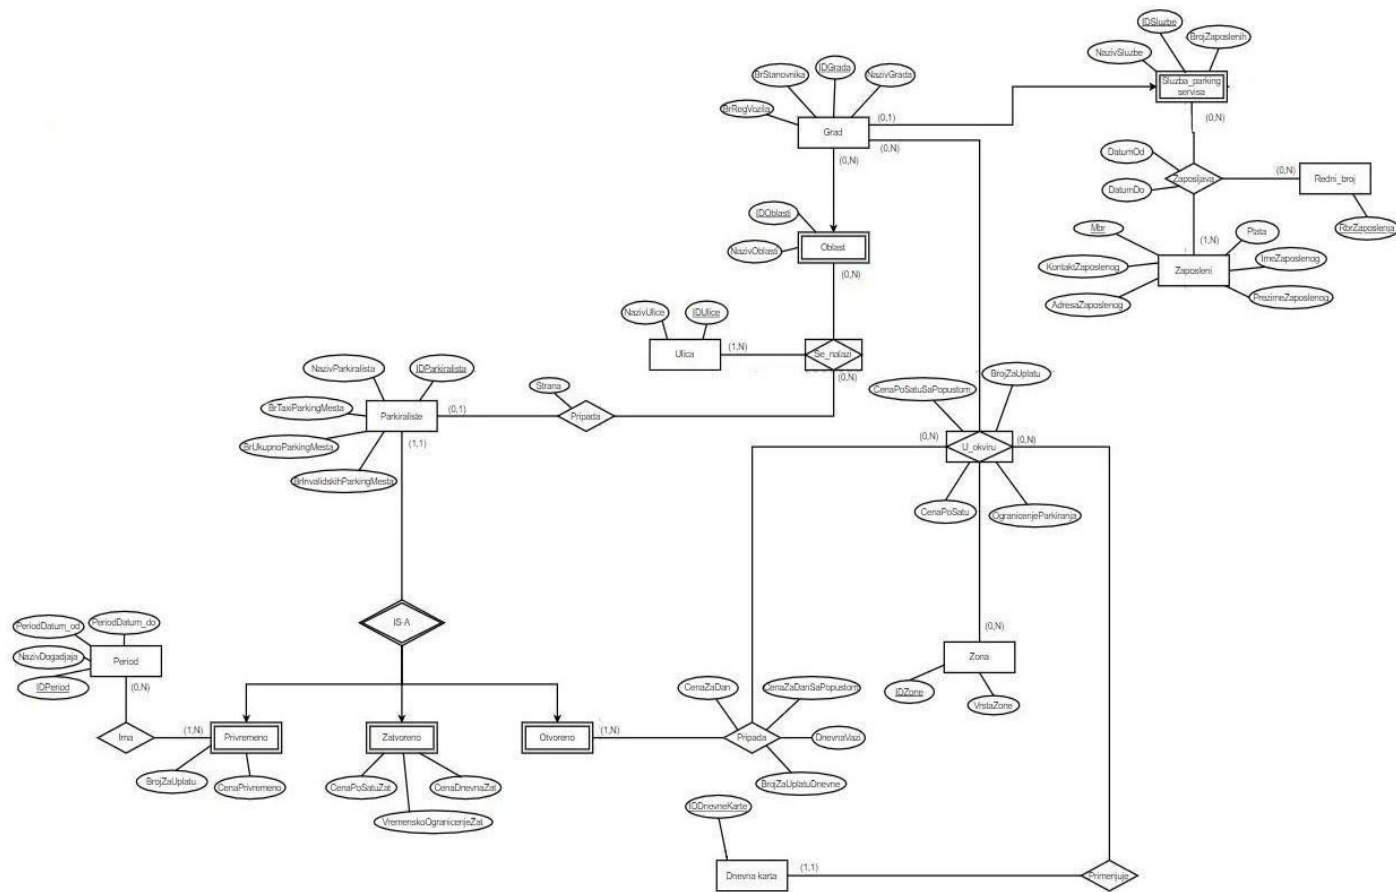 IDSluzbe
NazivSluzbe
BrojZaposlenih
Sluzba_parking
servisa
(0,N)
BrStanovnika
IDGrada
NazivGrada
BrRegVozila
Grad
(0,1)
(0,N)
(0,N)
DatumOd
DatumDo
Zaposljava
(0,N)
Redni_broj
RbrZaposlenja
(1,N)
Mbr
Plata
KontaktZaposlenog
Zaposleni
ImeZaposlenog
AdresaZaposlenog
PrezimeZaposlenog
IDOblasti
NazivOblasti
Oblast
(0,N)
NazivUlice
IDUlice
Ulica
(1,N)
Se_nalazi
(0,N)
NazivParkiralista
IDParkiralista
BrTaxiParkingMesta
Parkiraliste
(0,1)
Strana
Pripada
BrUkupnoParkingMesta
(1,1)
BrInvalidskihParkingMesta
CenaPoSatuSaPopustom
BrojZaUplatu
(0,N)
U_okviru
(0,N)
CenaPoSatu
OgranicenjeParkiranja
IS-A
(0,N)
Zona
IDZone
VrstaZone
PeriodDatum_od
PeriodDatum_do
NazivDogadjaja
Period
IDPeriod
(0,N)
Ima
(1,N)
Privremeno
Zatvoreno
Otvoreno
(1,N)
BrojZaUplatu
CenaPrivremeno
CenaPoSatuZat
CenaDnevnaZat
VremenskoOgranicenjeZat
CenaZaDan
CenaZaDanSaPopustom
Pripada
DnevnaVazi
BrojZaUplatuDnevne
IDDnevneKarte
Dnevna karta
(1,1)
Primenjuje